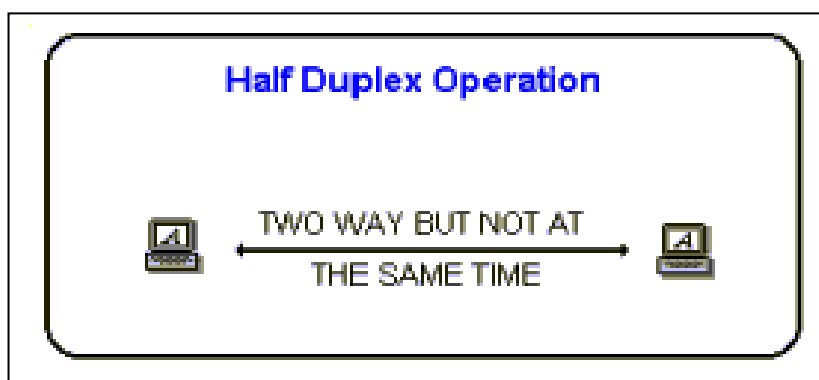 Half Duplex Operation
TWO WAY BUT NOT AT
THE SAME TIME
A
A